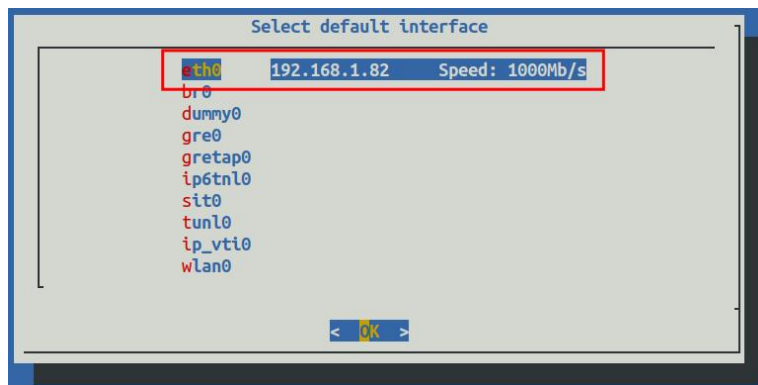 Select default interface
eth0 192.168.1.82 Speed: 1000Mb/s
br0
dummy0
gre0
gretap0
ip6tnl0
sit0
tunl0
ip_vti0
wlan0
< OK >